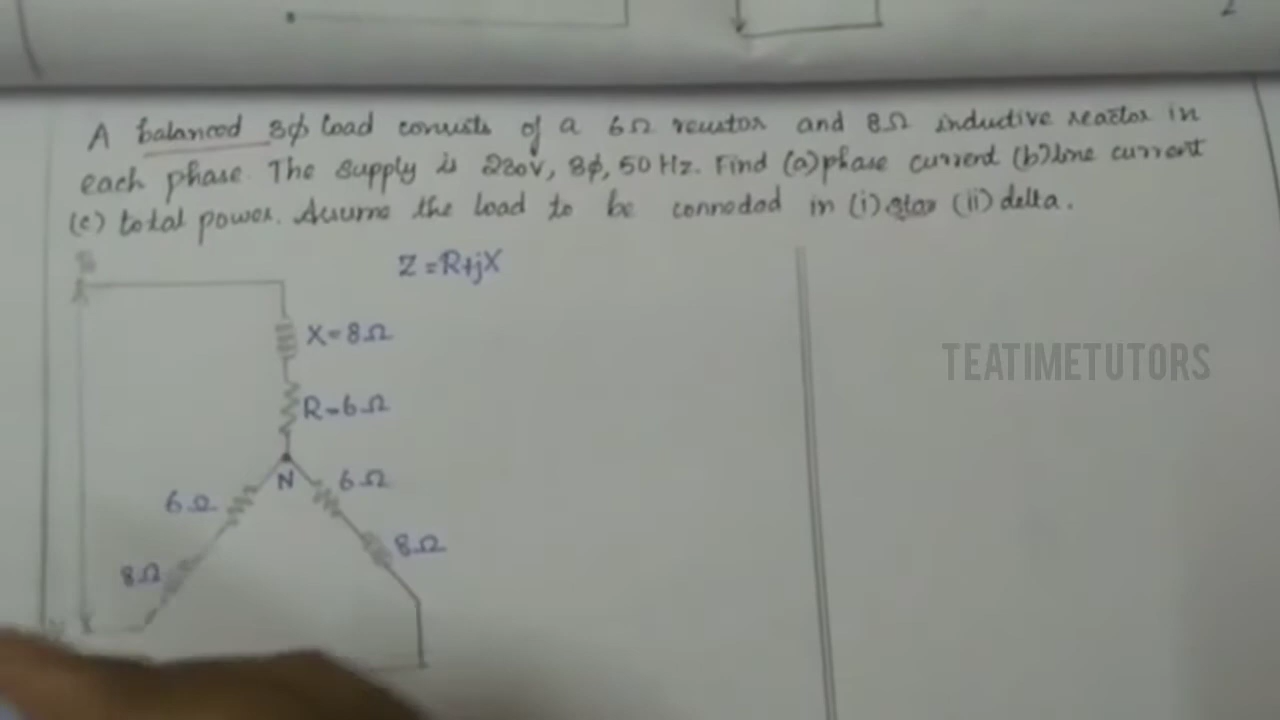 A balanced 3φ load consists of a 6Ω resistor and 8Ω inductive reactor in
each phase. The supply is 230V, 3φ, 50 Hz. Find (a) phase current (b) line current
(c) total power. Assume the load to be connected in (i) star (ii) delta.
Z = R+jX
X=8Ω
TEATIMETUTORS
R=6Ω
N
6Ω
6Ω
8Ω
8Ω